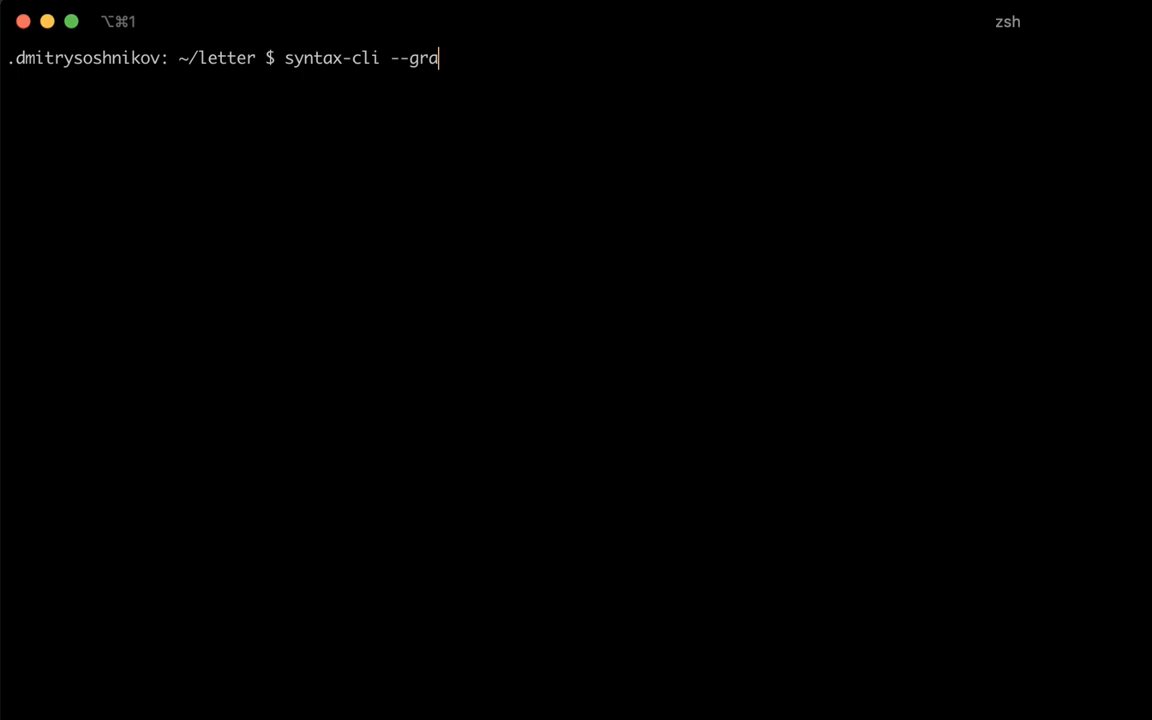 ⌥⌘1
zsh
.dmitrysoshnikov: ~/letter $ syntax-cli --gra